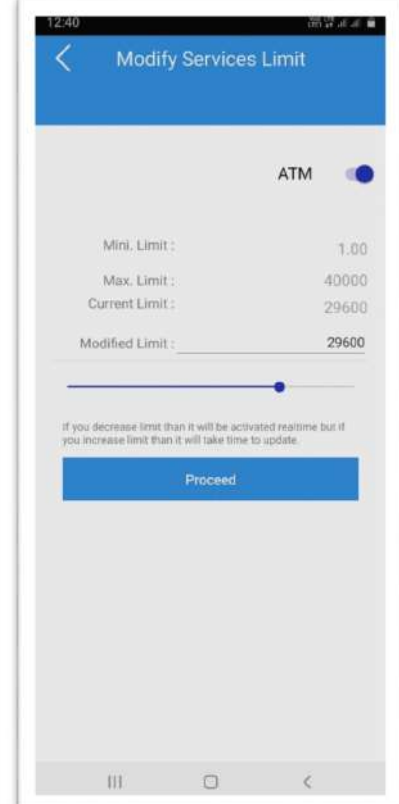 12:40
Modify Services Limit
ATM
Mini. Limit : 1.00
Max. Limit : 40000
Current Limit : 29600
Modified Limit : 29600
If you decrease limit than it will be activated realtime but if
you increase limit than it will take time to update.
Proceed